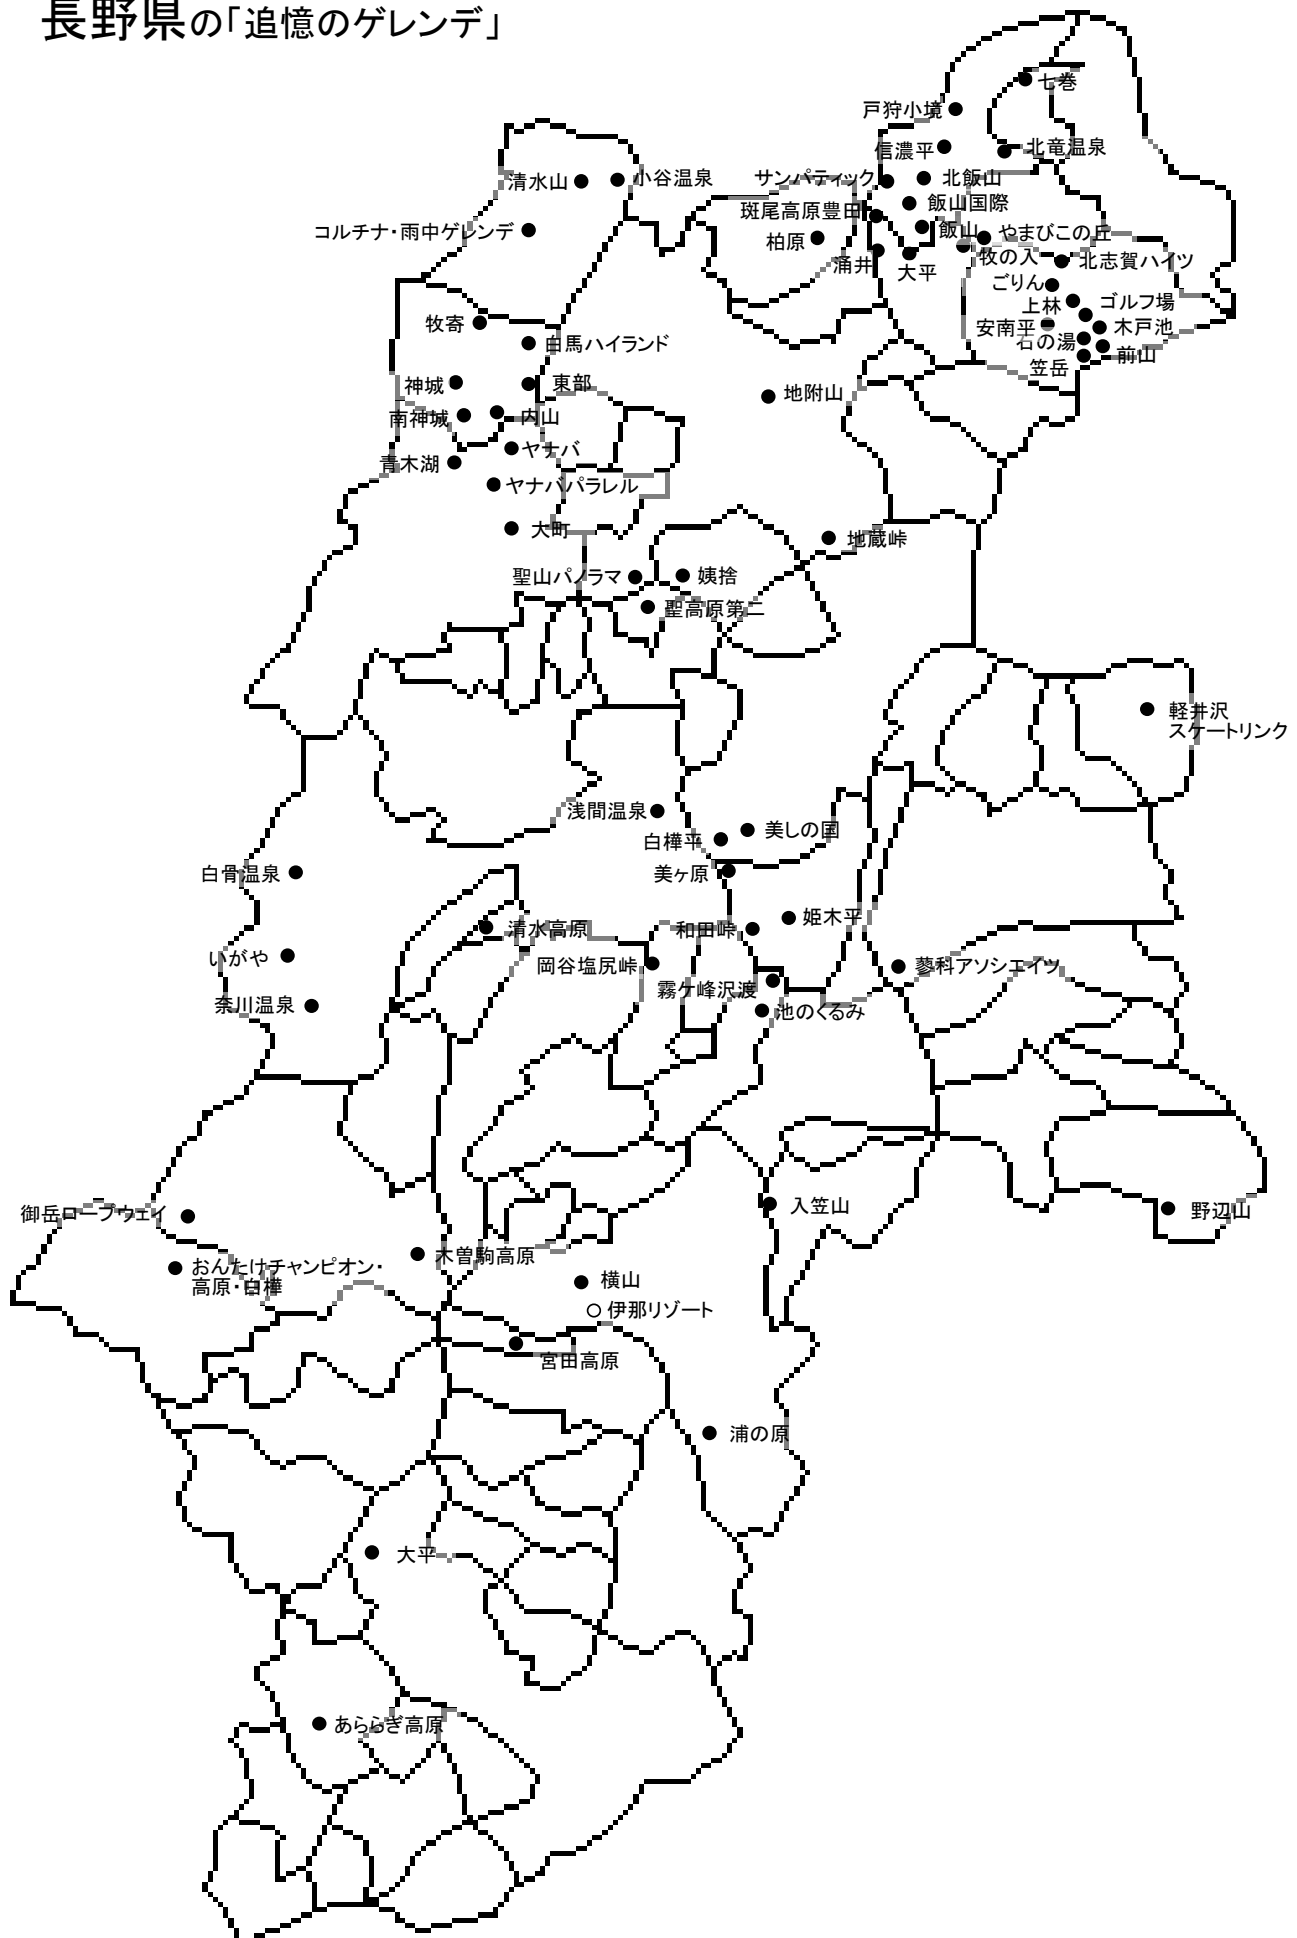 長野県の「追憶のゲレンデ」
七巻
戸狩小境
信濃平
北竜温泉
清水山
小谷温泉
サンパティック
北飯山
飯山国際
斑尾高原豊田
コルチナ・雨中ゲレンデ
飯山
やまびこの丘
柏原
牧の入
北志賀ハイツ
涌井
大平
ごりん
上林
ゴルフ場
牧寄
安南平
木戸池
白馬ハイランド
石の湯
前山
笠岳
神城
東部
地附山
南神城
内山
ヤナバ
青木湖
ヤナバパラレル
大町
地蔵峠
聖山パノラマ
姨捨
聖高原第二
軽井沢
スケートリンク
浅間温泉
美しの国
白樺平
白骨温泉
美ヶ原
姫木平
清水高原
和田峠
いがや
岡谷塩尻峠
蓼科アソシエイツ
霧ケ峰沢渡
奈川温泉
池のくるみ
入笠山
野辺山
御岳ロープウェイ
木曽駒高原
おんたけチャンピオン・
高原・白樺
横山
伊那リゾート
宮田高原
浦の原
大平
あららぎ高原